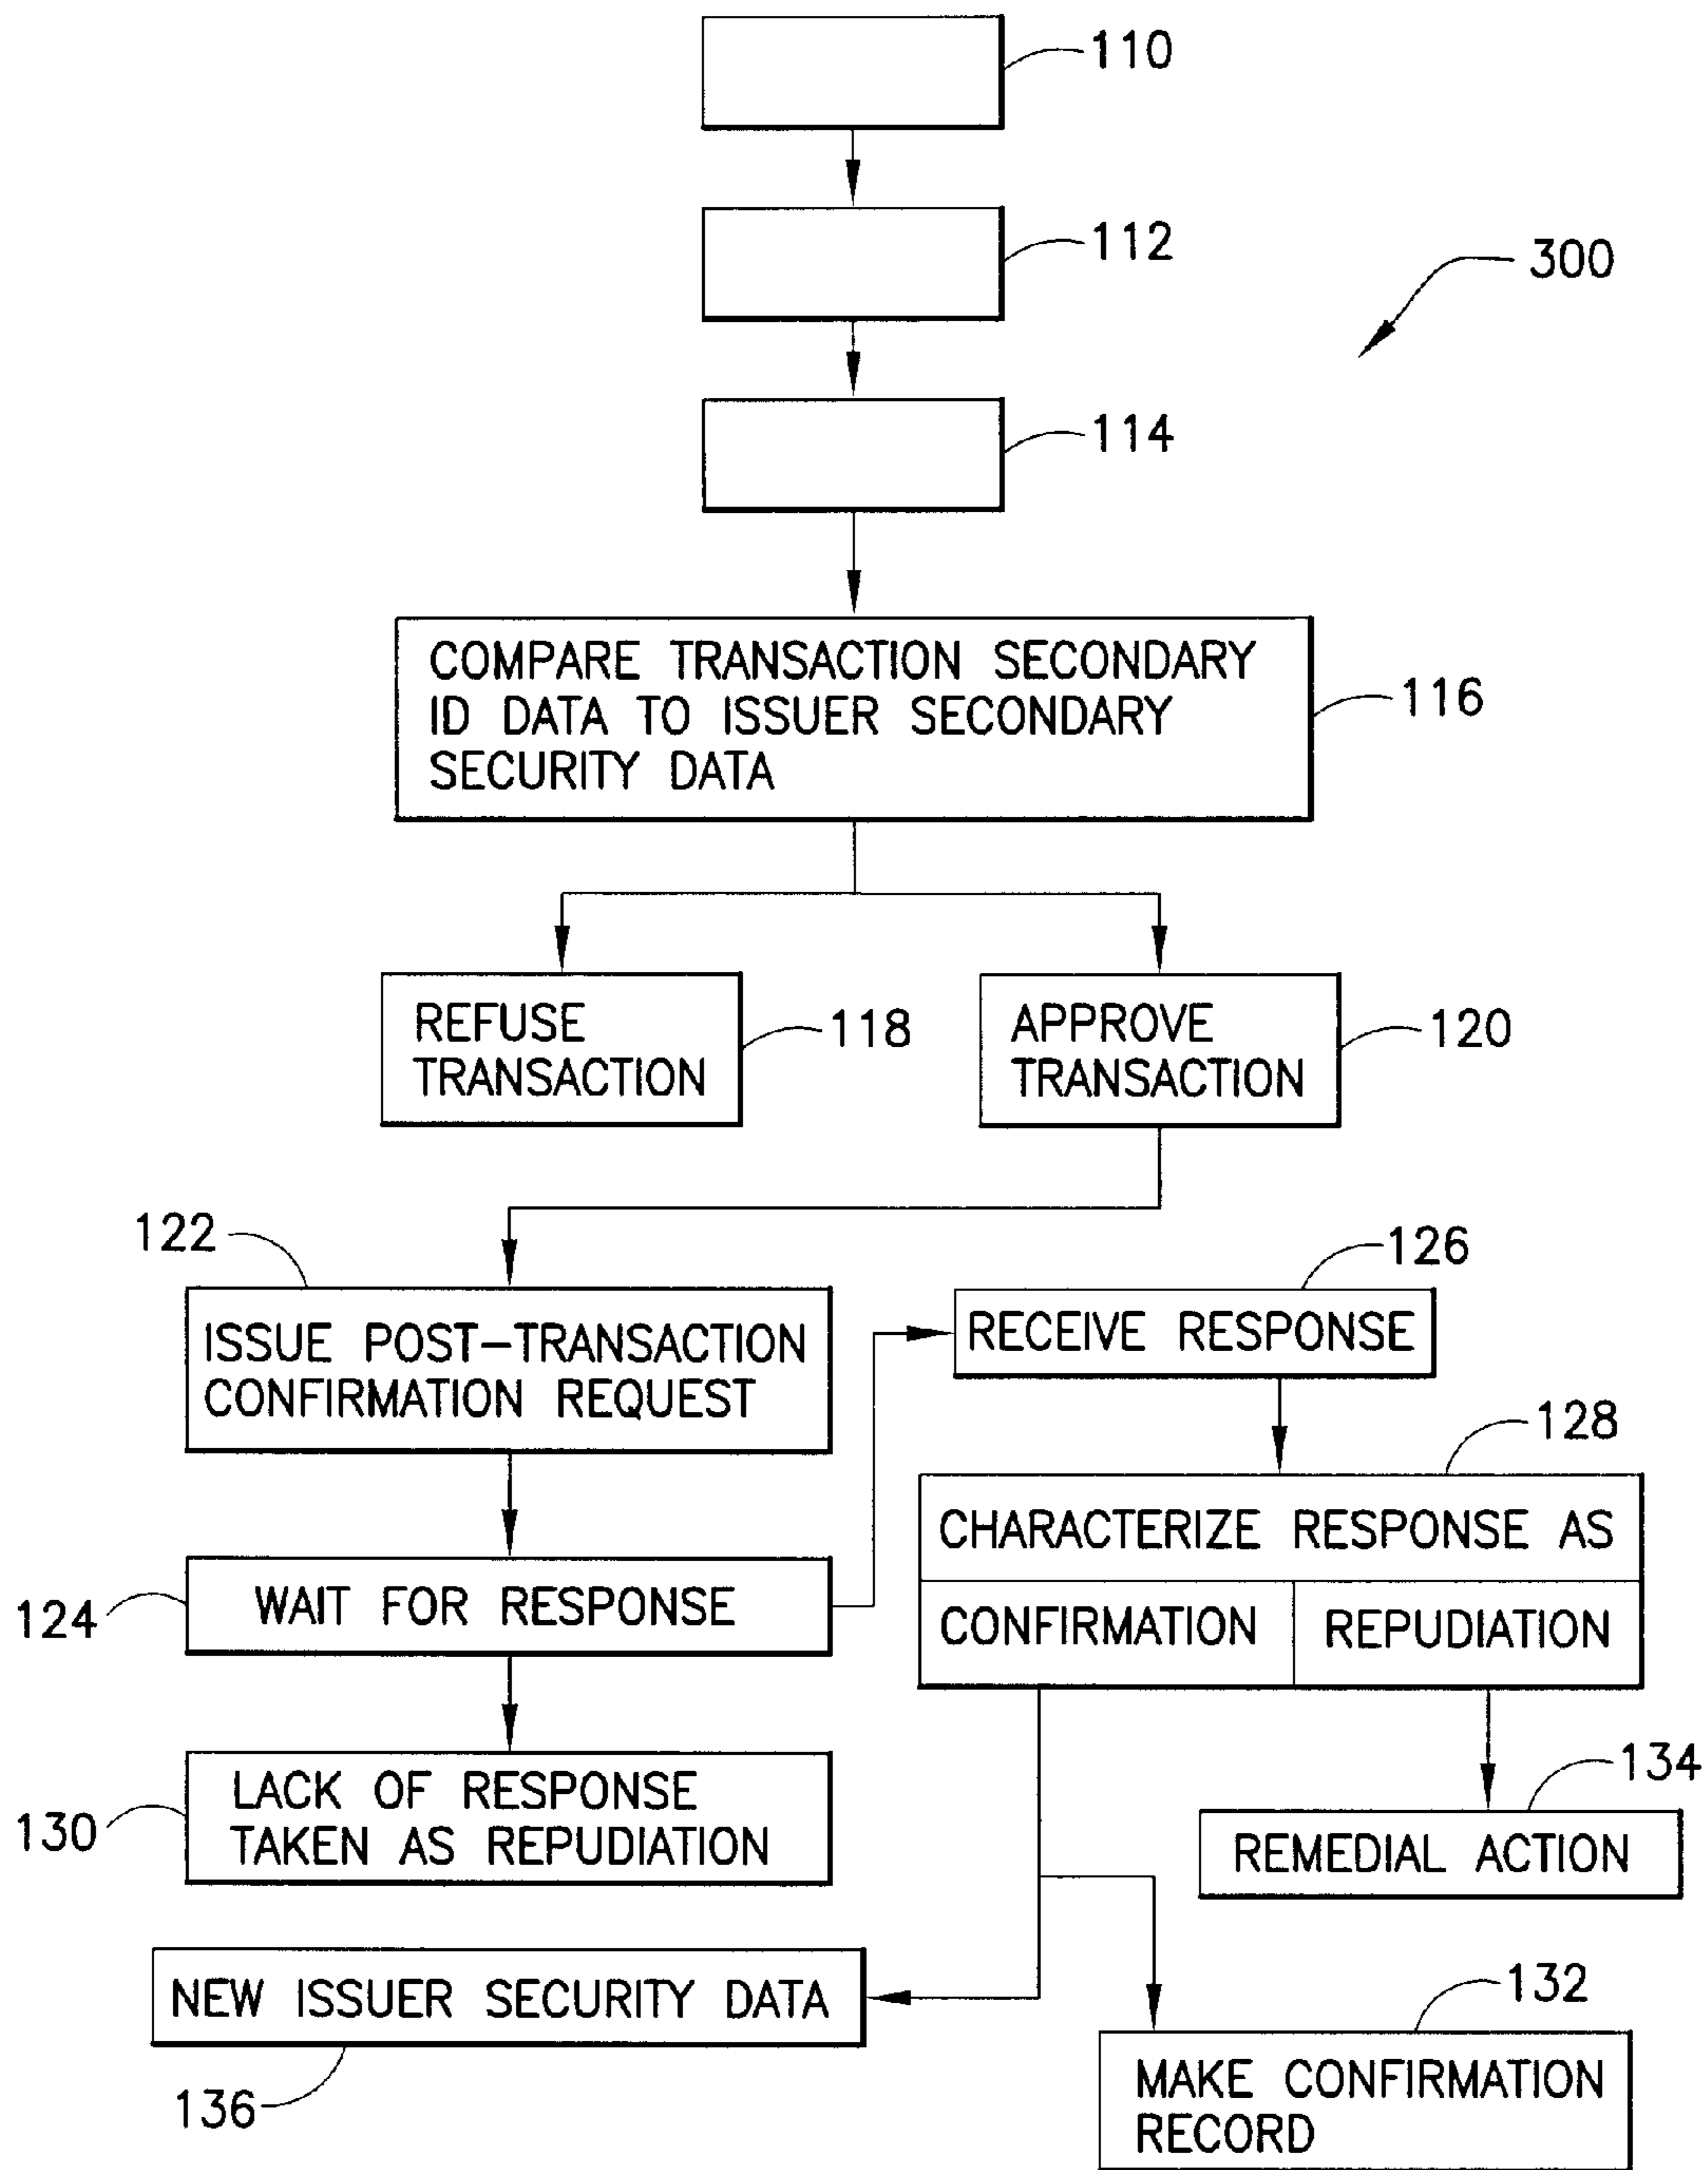 110
112
300
114
COMPARE TRANSACTION SECONDARY
ID DATA TO ISSUER SECONDARY
SECURITY DATA
116
REFUSE
TRANSACTION
118
APPROVE
TRANSACTION
120
122
ISSUE POST-TRANSACTION
CONFIRMATION REQUEST
126
RECEIVE RESPONSE
128
CHARACTERIZE RESPONSE AS
CONFIRMATION
REPUDIATION
124
WAIT FOR RESPONSE
130
LACK OF RESPONSE
TAKEN AS REPUDIATION
134
REMEDIAL ACTION
NEW ISSUER SECURITY DATA
136
132
MAKE CONFIRMATION
RECORD